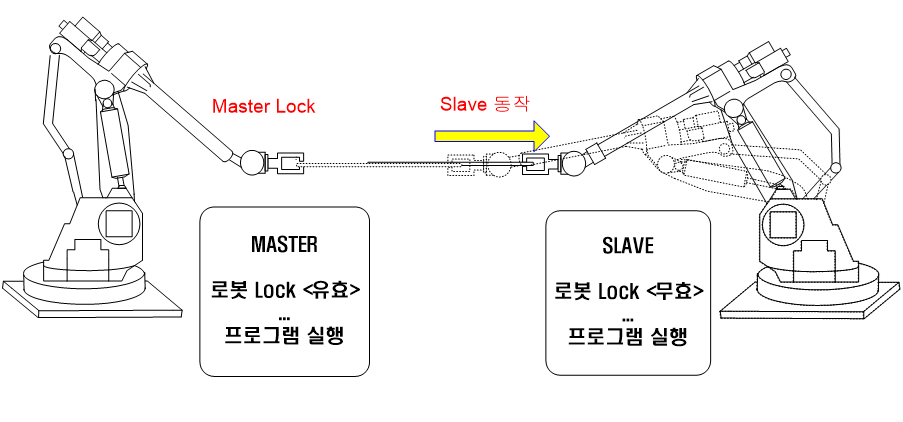 Master Lock
Slave 동작
MASTER
로봇 Lock <유효>
...
프로그램 실행
SLAVE
로봇 Lock <무효>
...
프로그램 실행